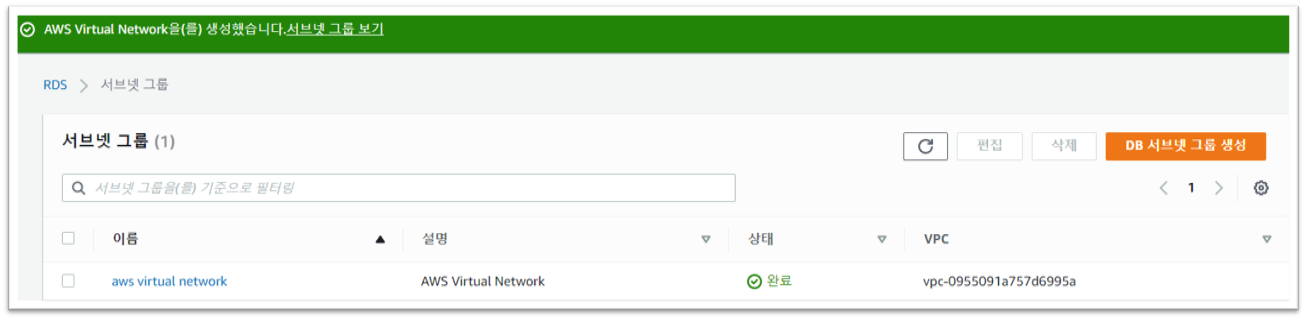 AWS Virtual Network을(를) 생성했습니다.서브넷 그룹 보기
RDS > 서브넷 그룹
서브넷 그룹 (1)
편집
삭제
DB 서브넷 그룹 생성
서브넷 그룹을(를) 기준으로 필터링
< 1 >
이름 설명 상태 VPC
aws virtual network AWS Virtual Network 완료 vpc-0955091a757d6995a